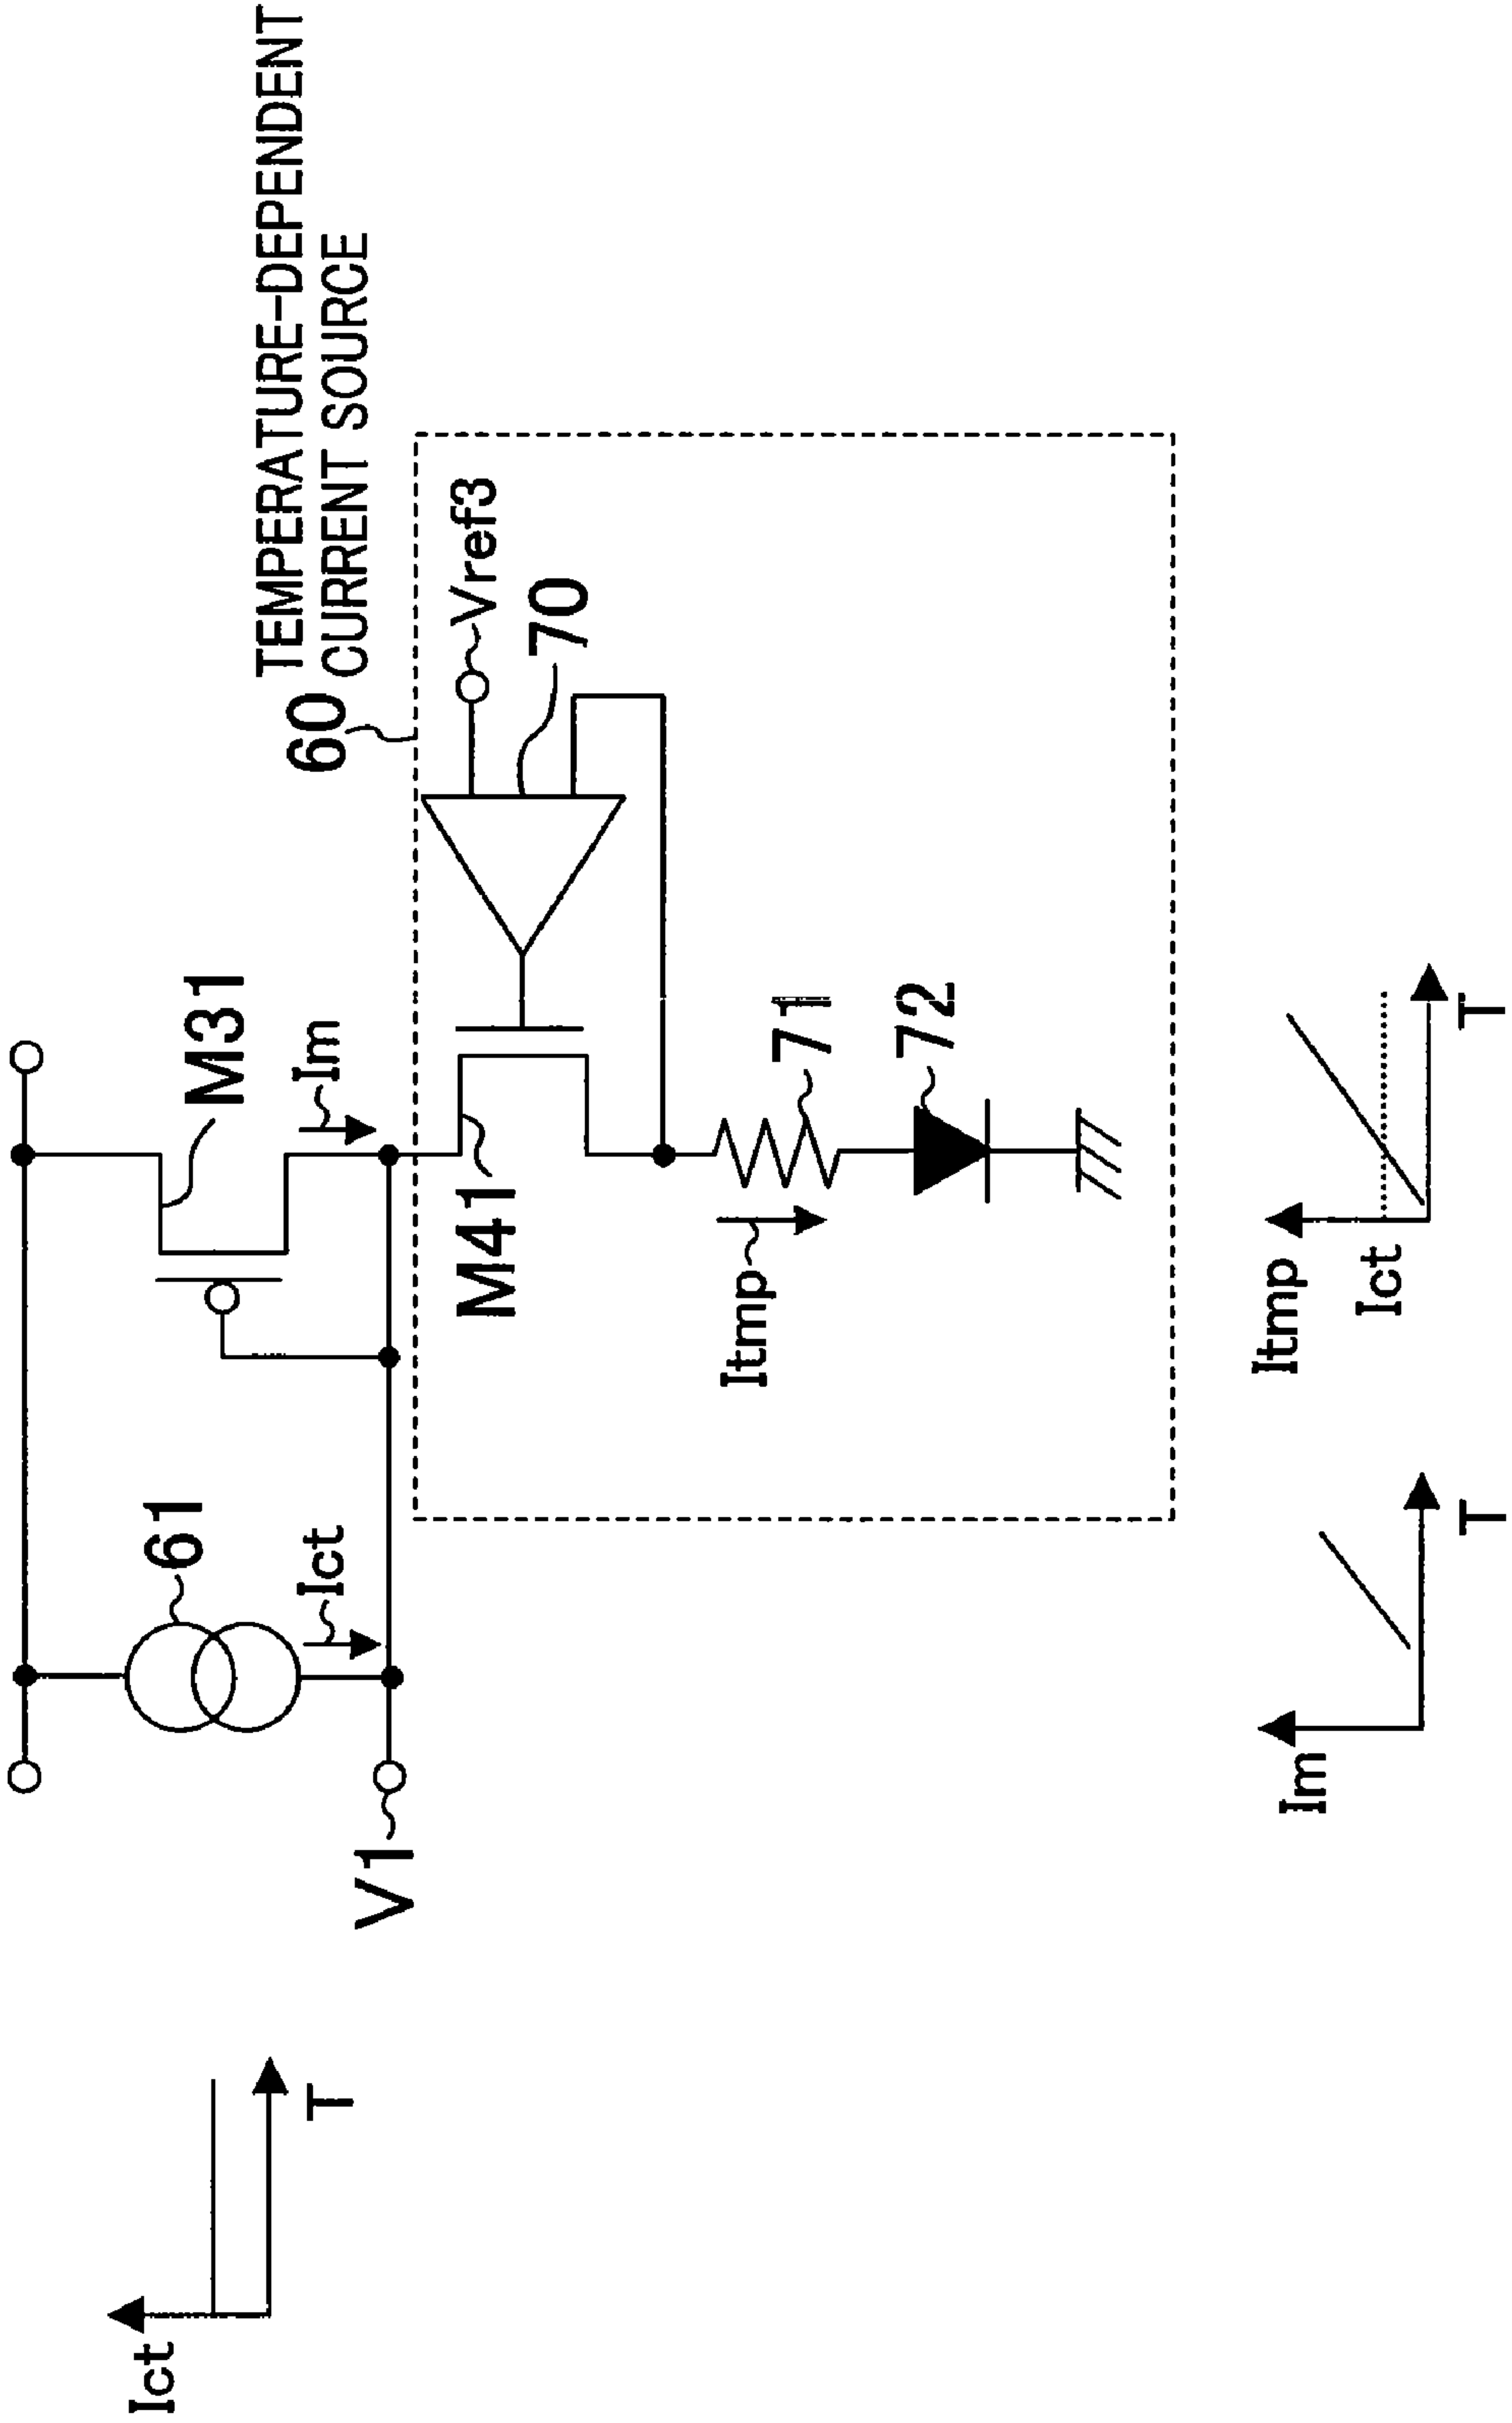 TEMPERATURE-DEPENDENT
60 CURRENT SOURCE
61
M31
Ict
Im
V1
M41
Vref3
70
Itmp
71
72
Ict
T
Im
T
Itmp
Ict
T